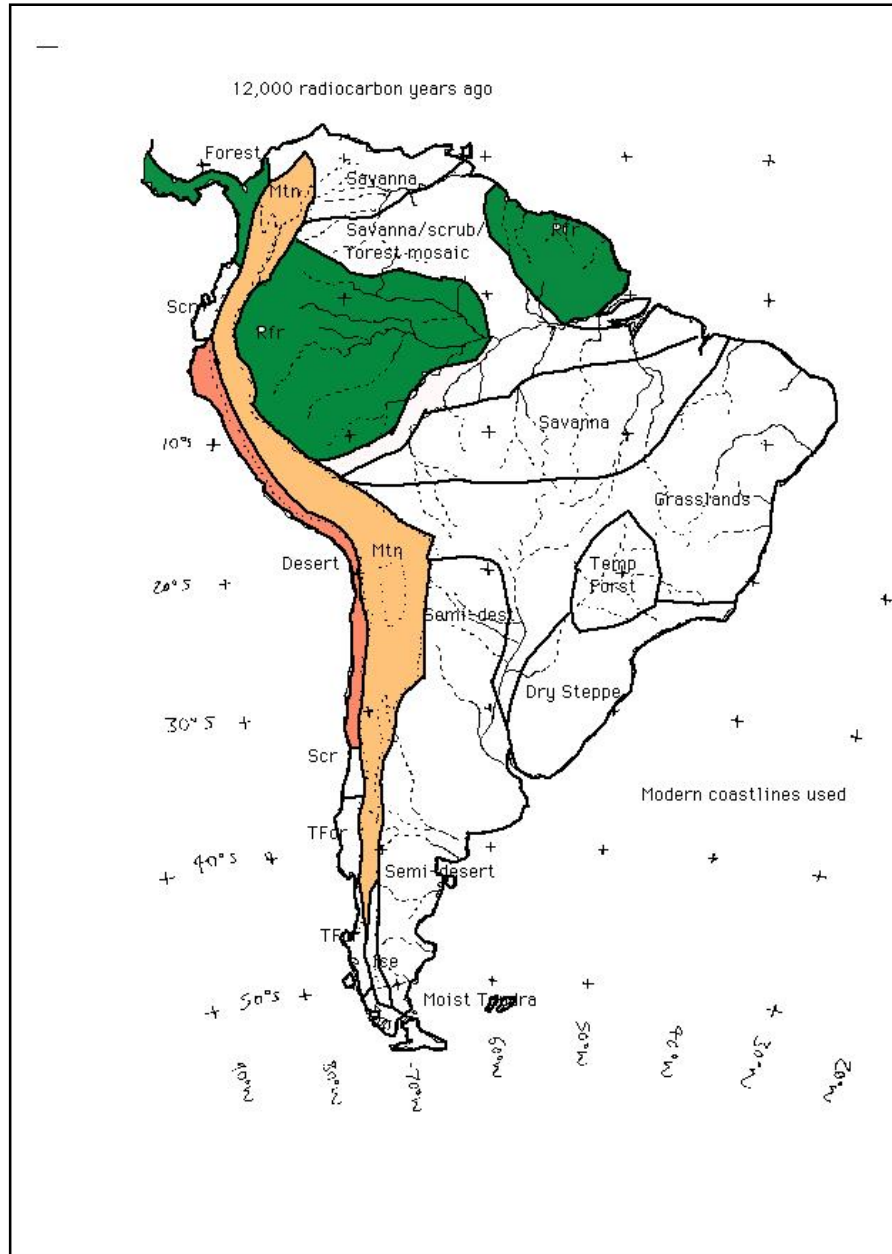 12,000 radiocarbon years ago
Forest
Mtn
Savanna
Savanna/scrub/
forest mosaic
Rfr
Scr
Rfr
Savanna
10°S
Grasslands
Desert
Mtn
Temp
Forst
20°S
Semi-des
Dry Steppe
30°S
Scr
Modern coastlines used
TFor
40°S
Semi-desert
TFor
Ice
50°S
Moist Tundra
90°W
80°W
70°W
60°W
50°W
40°W
30°W
20°W